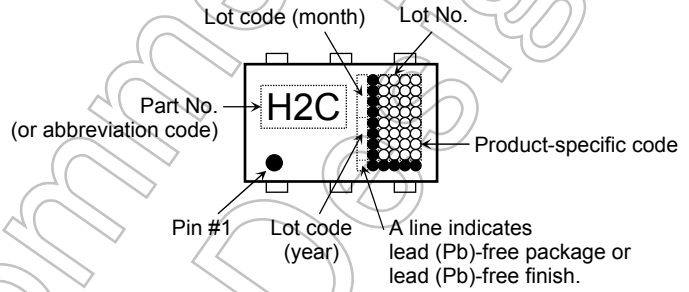 Lot code (month)
Lot No.
Part No.
(or abbreviation code)
H2C
Product-specific code
Pin #1
Lot code
(year)
A line indicates
lead (Pb)-free package or
lead (Pb)-free finish.